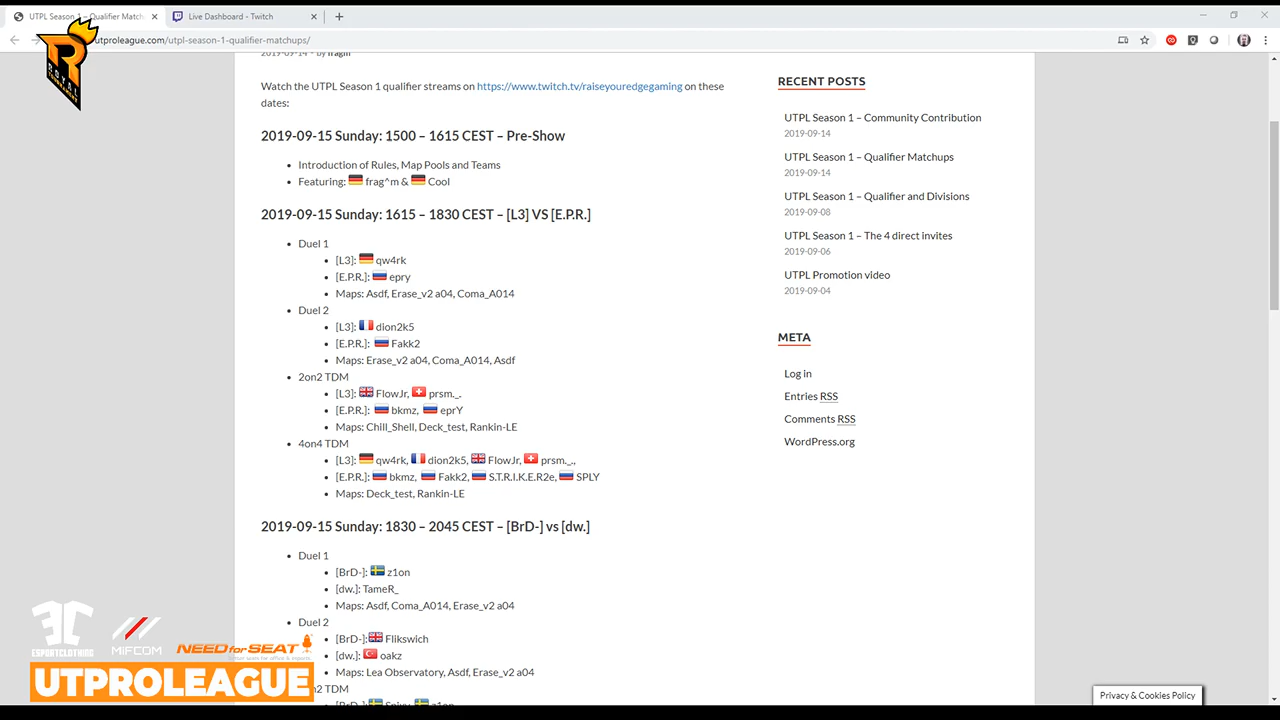 UTPL Season 1 – Qualifier Match
Live Dashboard - Twitch
utproleague.com/utpl-season-1-qualifier-matchups/
ROYAL
2019-09-14 • by fragm
Watch the UTPL Season 1 qualifier streams on https://www.twitch.tv/raiseyouredgegaming on these
dates:
2019-09-15 Sunday: 1500 – 1615 CEST – Pre-Show
Introduction of Rules, Map Pools and Teams
Featuring: frag^m & Cool
2019-09-15 Sunday: 1615 – 1830 CEST – [L3] VS [E.P.R.]
Duel 1
[L3]: qw4rk
[E.P.R.]: epry
Maps: Asdf, Erase_v2 a04, Coma_A014
Duel 2
[L3]: dion2k5
[E.P.R.]: Fakk2
Maps: Erase_v2 a04, Coma_A014, Asdf
2on2 TDM
[L3]: FlowJr, prsm._.
[E.P.R.]: bkmz, eprY
Maps: Chill_Shell, Deck_test, Rankin-LE
4on4 TDM
[L3]: qw4rk, dion2k5, FlowJr, prsm._.,
[E.P.R.]: bkmz, Fakk2, S.T.R.I.K.E.R2e, SPLY
Maps: Deck_test, Rankin-LE
2019-09-15 Sunday: 1830 – 2045 CEST – [BrD-] vs [dw.]
Duel 1
[BrD-]: z1on
[dw.]: TameR_
Maps: Asdf, Coma_A014, Erase_v2 a04
Duel 2
[BrD-]: Flikswich
[dw.]: oakz
Maps: Lea Observatory, Asdf, Erase_v2 a04
n2 TDM
RECENT POSTS
UTPL Season 1 – Community Contribution
2019-09-14
UTPL Season 1 – Qualifier Matchups
2019-09-14
UTPL Season 1 – Qualifier and Divisions
2019-09-08
UTPL Season 1 – The 4 direct invites
2019-09-06
UTPL Promotion video
2019-09-04
META
Log in
Entries RSS
Comments RSS
WordPress.org
ESPORTCLOTHING
MIFCOM
NEED for SEAT
UTPROLEAGUE
Privacy & Cookies Policy